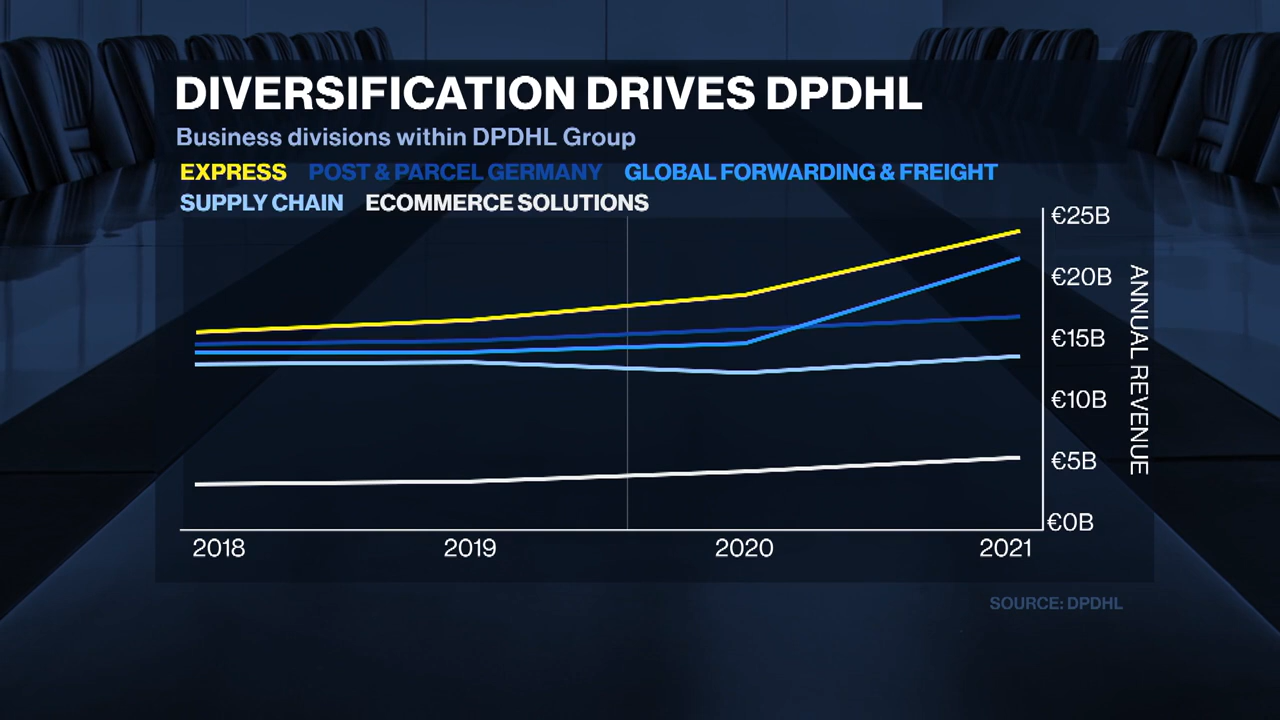 DIVERSIFICATION DRIVES DPDHL
Business divisions within DPDHL Group
EXPRESS POST & PARCEL GERMANY GLOBAL FORWARDING & FREIGHT
SUPPLY CHAIN ECOMMERCE SOLUTIONS
€25B
€20B
€15B
€10B
€5B
€0B
ANNUAL REVENUE
2018 2019 2020 2021
SOURCE: DPDHL